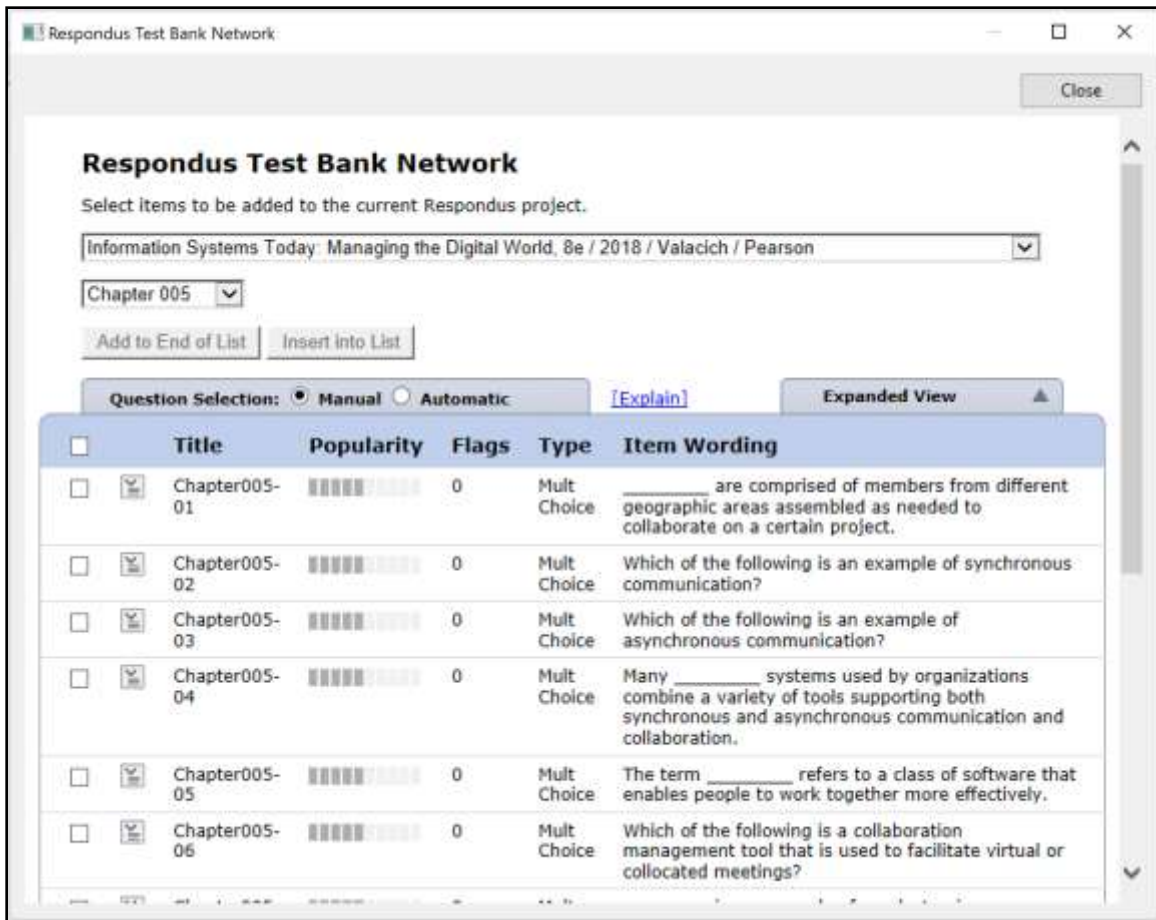 Respondus Test Bank Network
Close
Respondus Test Bank Network
Select items to be added to the current Respondus project.
Information Systems Today: Managing the Digital World, 8e / 2018 / Valacich / Pearson
Chapter 005
Add to End of List Insert into List
Question Selection: Manual Automatic [Explain] Expanded View
Title Popularity Flags Type Item Wording
Chapter005- 0 Mult _________ are comprised of members from different
01 Choice geographic areas assembled as needed to
collaborate on a certain project.
Chapter005- 0 Mult Which of the following is an example of synchronous
02 Choice communication?
Chapter005- 0 Mult Which of the following is an example of
03 Choice asynchronous communication?
Chapter005- 0 Mult Many _________ systems used by organizations
04 Choice combine a variety of tools supporting both
synchronous and asynchronous communication and
collaboration.
Chapter005- 0 Mult The term _________ refers to a class of software that
05 Choice enables people to work together more effectively.
Chapter005- 0 Mult Which of the following is a collaboration
06 Choice management tool that is used to facilitate virtual or
collocated meetings?